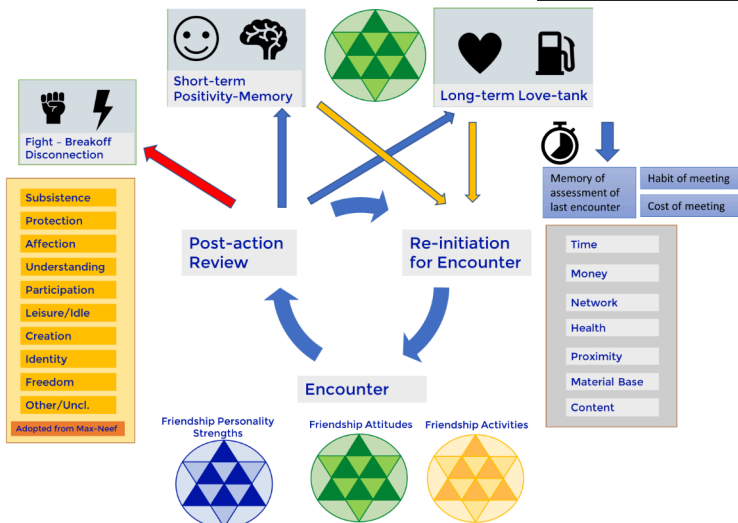 Short-term
Positivity-Memory
Long-term Love-tank
Fight – Breakoff
Disconnection
Memory of
assessment of
last encounter
Habit of meeting
Cost of meeting
Subsistence
Protection
Affection
Understanding
Participation
Leisure/Idle
Creation
Identity
Freedom
Other/Uncl.
Adopted from Max-Neef
Post-action
Review
Re-initiation
for Encounter
Time
Money
Network
Health
Proximity
Material Base
Content
Encounter
Friendship Personality
Strengths
Friendship Attitudes
Friendship Activities